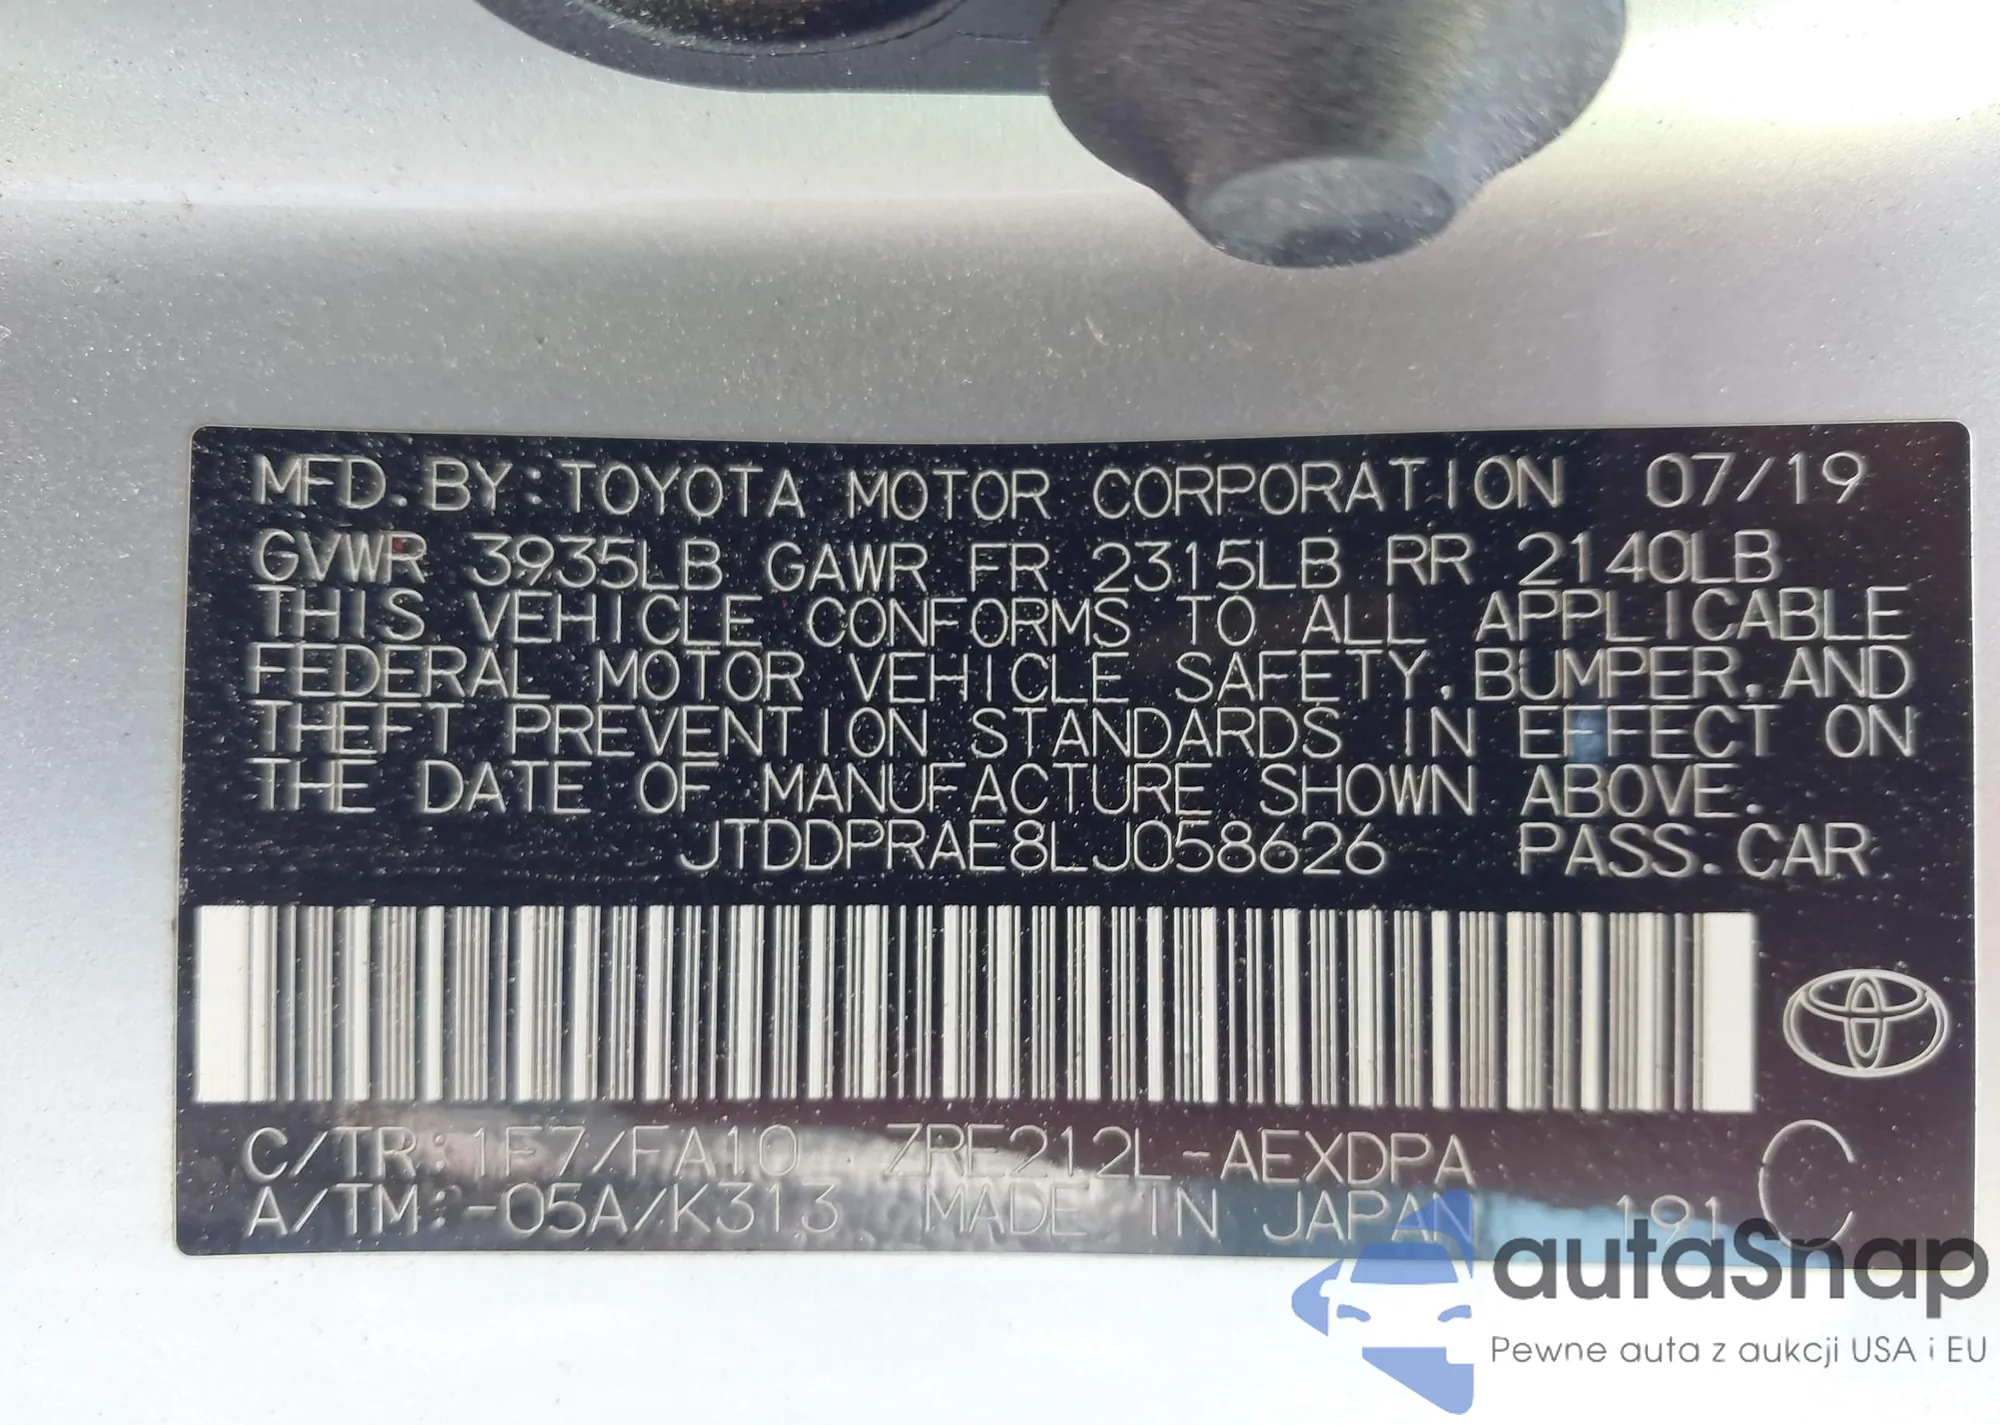 MFD. BY: TOYOTA MOTOR CORPORATION 07/19
GVWR 3935LB GAWR FR 2315LB RR 2140LB
THIS VEHICLE CONFORMS TO ALL APPLICABLE
FEDERAL MOTOR VEHICLE SAFETY, BUMPER, AND
THEFT PREVENTION STANDARDS IN EFFECT ON
THE DATE OF MANUFACTURE SHOWN ABOVE.
JTDDPRAE8LJ058626 PASS. CAR
C/TR: 1F7/FA10 ZRE212L-AEXDPA C
A/TM: -05A/K313 MADE IN JAPAN 191
autaSnap
Pewne auta z aukcji USA i EU